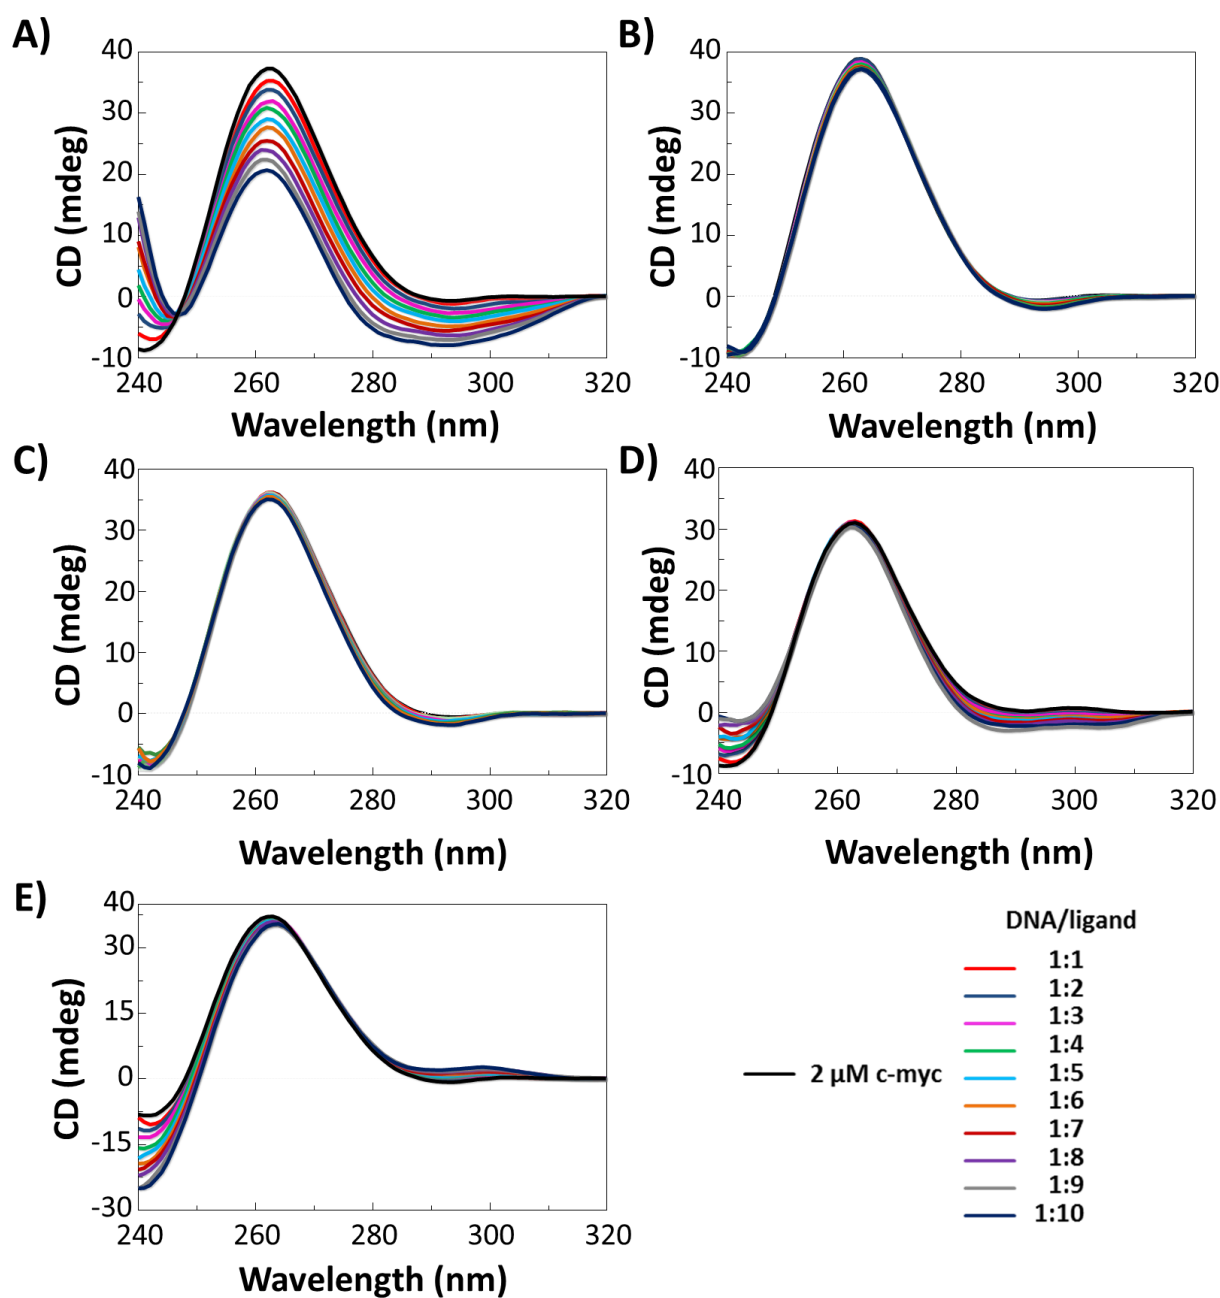 A)
40
30
20
10
0
-10
CD (mdeg)
240 260 280 300 320
Wavelength (nm)
B)
40
30
20
10
0
-10
CD (mdeg)
240 260 280 300 320
Wavelength (nm)
C)
40
30
20
10
0
-10
CD (mdeg)
240 260 280 300 320
Wavelength (nm)
D)
40
30
20
10
0
-10
CD (mdeg)
240 260 280 300 320
Wavelength (nm)
E)
40
30
15
0
-15
-30
CD (mdeg)
240 260 280 300 320
Wavelength (nm)
2 µM c-myc
DNA/ligand
1:1
1:2
1:3
1:4
1:5
1:6
1:7
1:8
1:9
1:10